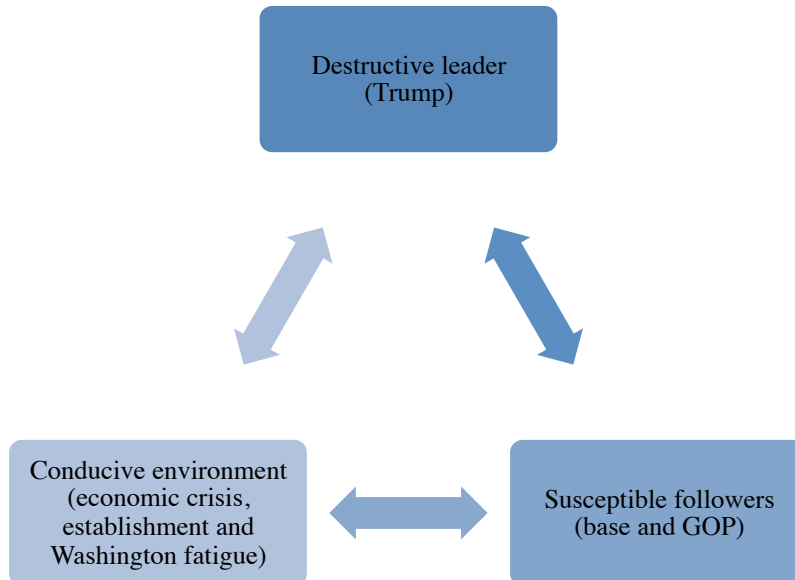 Destructive leader
(Trump)
Conducive environment
(economic crisis,
establishment and
Washington fatigue)
Susceptible followers
(base and GOP)